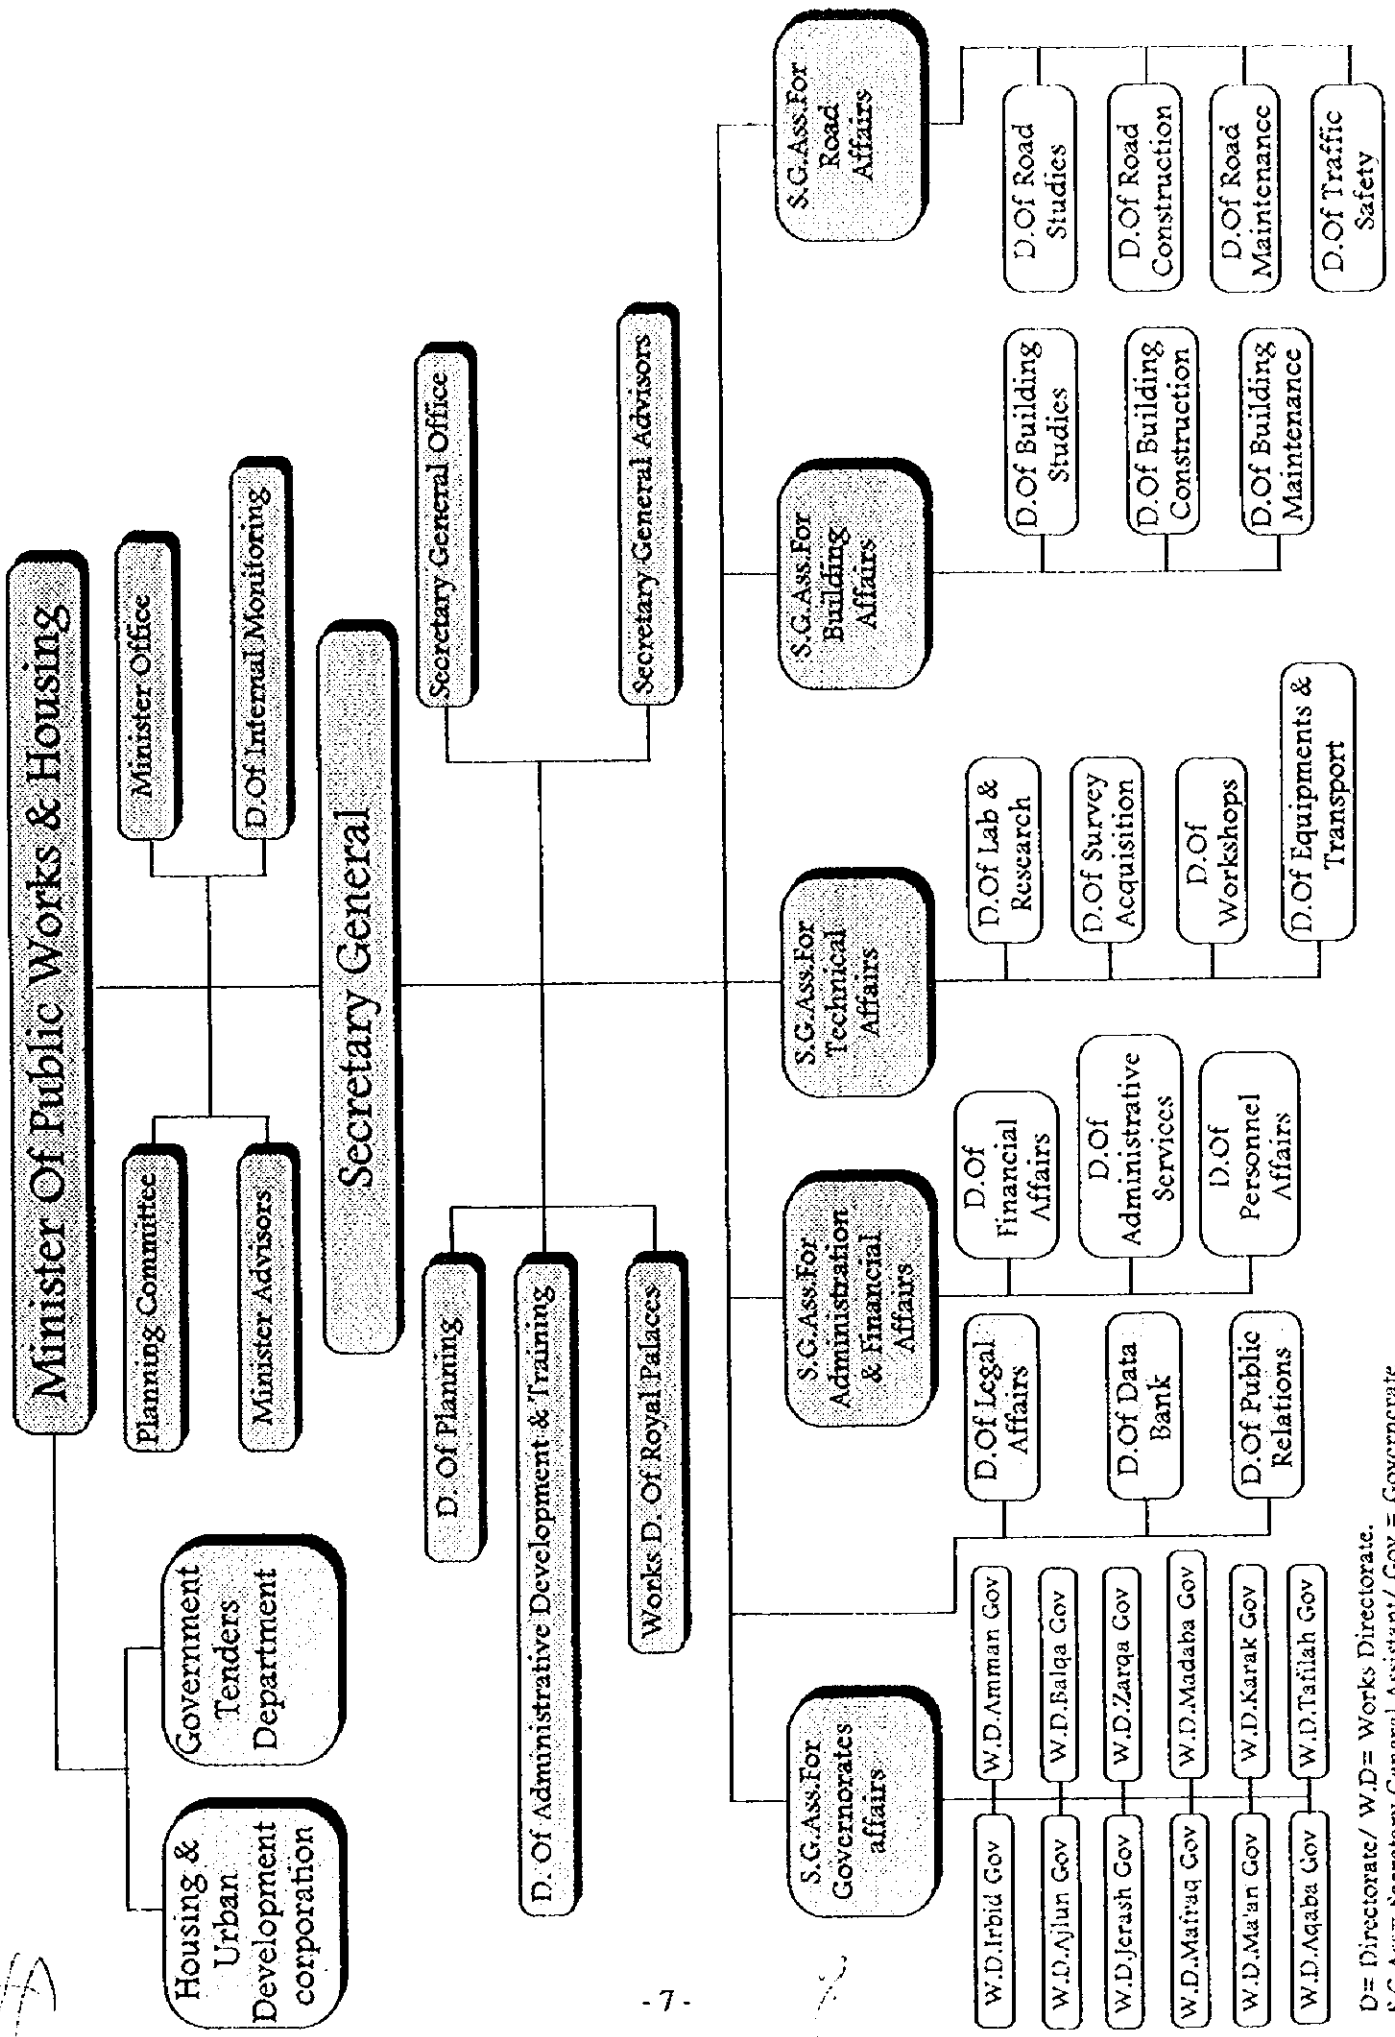 Minister Of Public Works & Housing
Housing &
Urban
Development
corporation
Government
Tenders
Department
Planning Committee
Minister Advisors
Minister Office
D.Of Internal Monitoring
Secretary General
D. Of Planning
D. Of Administrative Development & Training
Works D. Of Royal Palaces
Secretary General Office
Secretary General Advisors
S.G.Ass.For
Governorates
affairs
S.G.Ass.For
Administration
& Financial
Affairs
S.G.Ass.For
Technical
Affairs
S.G.Ass.For
Building
Affairs
S.G.Ass.For
Road
Affairs
W.D.Irbid Gov
W.D.Amman Gov
W.D.Ajlun Gov
W.D.Balqa Gov
W.D.Jerash Gov
W.D.Zarqa Gov
W.D.Mafraq Gov
W.D.Madaba Gov
W.D.Ma'an Gov
W.D.Karak Gov
W.D.Aqaba Gov
W.D.Tafilah Gov
D.Of Legal
Affairs
D.Of Data
Bank
D.Of Public
Relations
D.Of
Financial
Affairs
D.Of
Administrative
Services
D.Of
Personnel
Affairs
D.Of Lab &
Research
D.Of Survey
Acquisition
D.Of
Workshops
D.Of Equipments &
Transport
D.Of Building
Studies
D.Of Building
Construction
D.Of Building
Maintenance
D.Of Road
Studies
D.Of Road
Construction
D.Of Road
Maintenance
D.Of Traffic
Safety
D= Directorate/ W.D= Works Directorate.
Secretary General Assistant/ Gov = Governorate
- 7 -